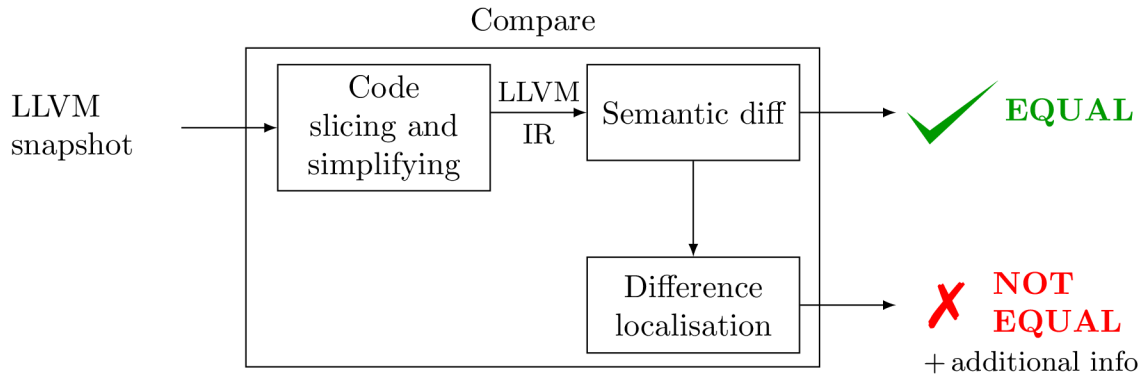 Compare
LLVM
snapshot
Code
slicing and
simplifying
LLVM
IR
Semantic diff
EQUAL
Difference
localisation
NOT
EQUAL
+ additional info